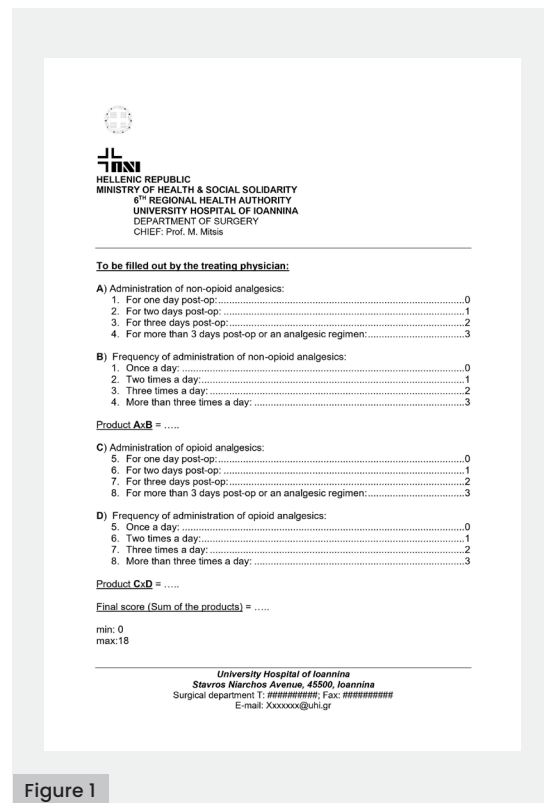 HELLENIC REPUBLIC
MINISTRY OF HEALTH & SOCIAL SOLIDARITY
6TH REGIONAL HEALTH AUTHORITY
UNIVERSITY HOSPITAL OF IOANNINA
DEPARTMENT OF SURGERY
CHIEF: Prof. M. Mitsis
To be filled out by the treating physician:
A) Administration of non-opioid analgesics:
1. For one day post-op:..........0
2. For two days post-op: ..........1
3. For three days post-op:..........2
4. For more than 3 days post-op or an analgesic regimen:..........3
B) Frequency of administration of non-opioid analgesics:
1. Once a day: ..........0
2. Two times a day:..........1
3. Three times a day:..........2
4. More than three times a day: ..........3
Product AxB = .....
C) Administration of opioid analgesics:
5. For one day post-op:..........0
6. For two days post-op: ..........1
7. For three days post-op:..........2
8. For more than 3 days post-op or an analgesic regimen:..........3
D) Frequency of administration of opioid analgesics:
5. Once a day: ..........0
6. Two times a day:..........1
7. Three times a day:..........2
8. More than three times a day: ..........3
Product CxD = .....
Final score (Sum of the products) = .....
min: 0
max:18
University Hospital of Ioannina
Stavros Niarchos Avenue, 45500, Ioannina
Surgical department T: ##########; Fax: ##########
E-mail: Xxxxxxx@uhi.gr
Figure 1